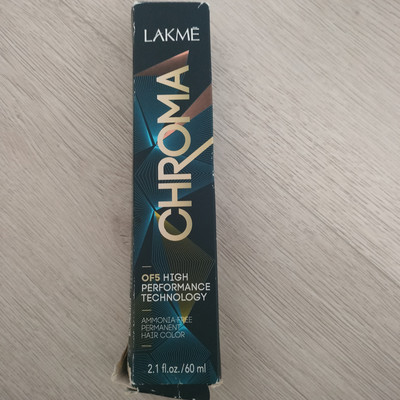 LAKMĒ
CHROMA
OF5 HIGH
PERFORMANCE
TECHNOLOGY
AMMONIA-FREE
PERMANENT
HAIR COLOR
2.1 fl.oz./60 ml